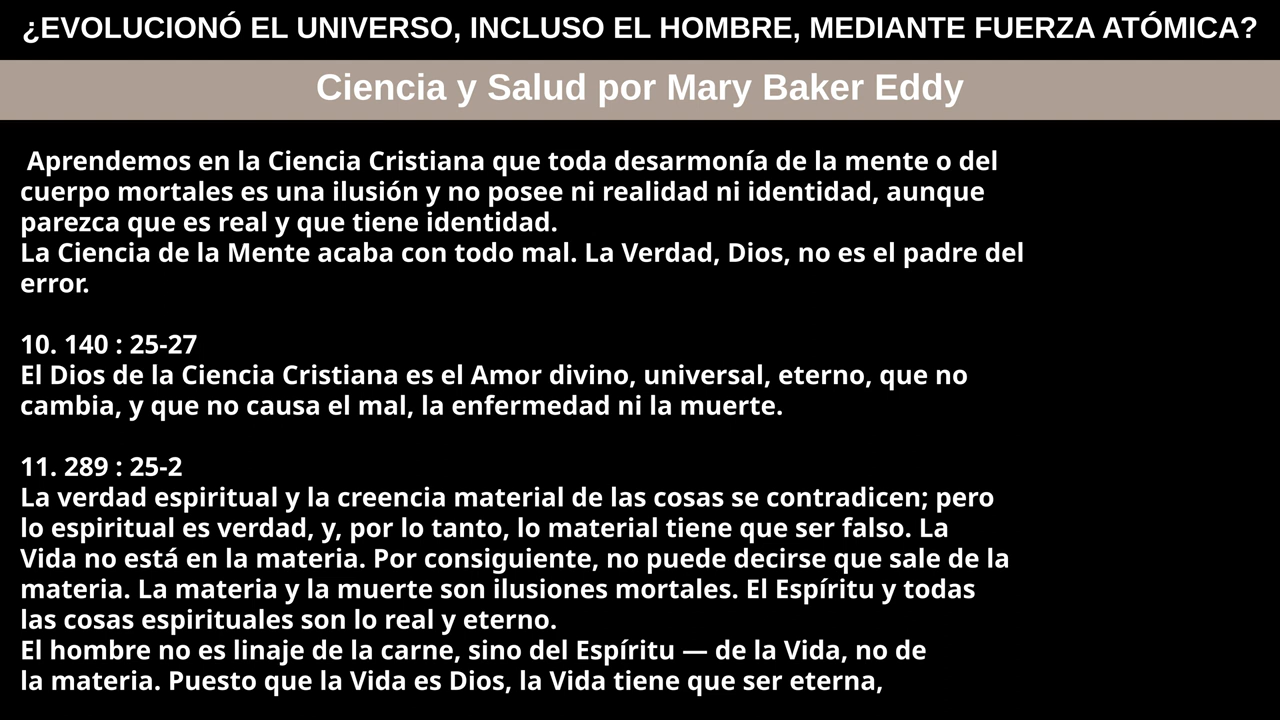 ¿EVOLUCIONÓ EL UNIVERSO, INCLUSO EL HOMBRE, MEDIANTE FUERZA ATÓMICA?
Ciencia y Salud por Mary Baker Eddy
Aprendemos en la Ciencia Cristiana que toda desarmonía de la mente o del
cuerpo mortales es una ilusión y no posee ni realidad ni identidad, aunque
parezca que es real y que tiene identidad.
La Ciencia de la Mente acaba con todo mal. La Verdad, Dios, no es el padre del
error.
10. 140 : 25-27
El Dios de la Ciencia Cristiana es el Amor divino, universal, eterno, que no
cambia, y que no causa el mal, la enfermedad ni la muerte.
11. 289 : 25-2
La verdad espiritual y la creencia material de las cosas se contradicen; pero
lo espiritual es verdad, y, por lo tanto, lo material tiene que ser falso. La
Vida no está en la materia. Por consiguiente, no puede decirse que sale de la
materia. La materia y la muerte son ilusiones mortales. El Espíritu y todas
las cosas espirituales son lo real y eterno.
El hombre no es linaje de la carne, sino del Espíritu — de la Vida, no de
la materia. Puesto que la Vida es Dios, la Vida tiene que ser eterna,